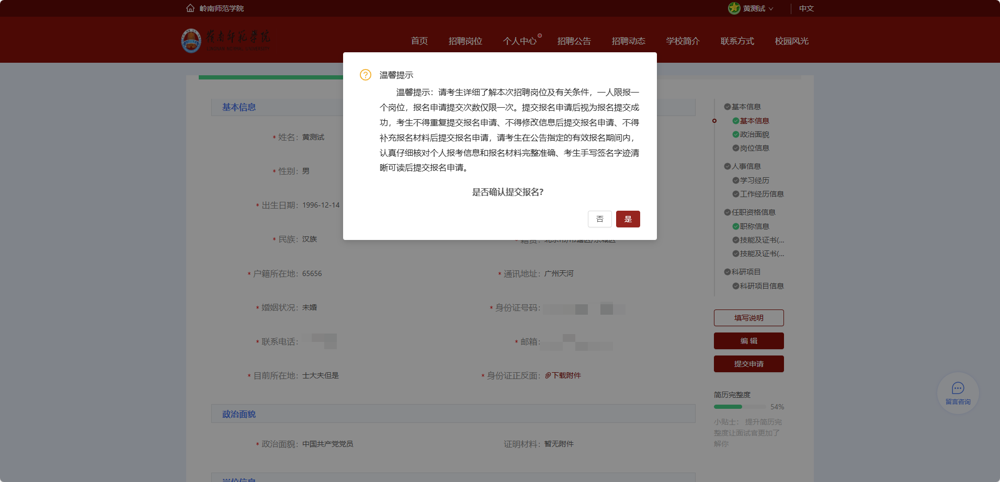 岭南师范学院
黄测试
中文
嶺南師範學院
LINGNAN NORMAL UNIVERSITY
首页
招聘岗位
个人中心
招聘公告
招聘动态
学校简介
联系方式
校园风光
温馨提示
温馨提示：请考生详细了解本次招聘岗位及有关条件，一人限报一
个岗位，报名申请提交次数仅限一次。提交报名申请后视为报名提交成
功，考生不得重复提交报名申请、不得修改信息后提交报名申请、不得
补充报名材料后提交报名申请，请考生在公告指定的有效报名期间内，
认真仔细核对个人报考信息和报名材料完整准确、考生手写签名字迹清
晰可读后提交报名申请。
是否确认提交报名?
否
是
基本信息
* 姓名： 黄测试
* 性别： 男
* 出生日期： 1996-12-14
* 民族： 汉族
* 籍贯： 北京市/市辖区/东城区
* 户籍所在地： 65656
* 通讯地址： 广州天河
* 婚姻状况： 未婚
* 身份证号码：
* 联系电话：
* 邮箱：
* 目前所在地： 士大夫但是
* 身份证正反面： 下载附件
政治面貌
* 政治面貌： 中国共产党党员
证明材料： 暂无附件
岗位信息
基本信息
基本信息
政治面貌
岗位信息
人事信息
学习经历
工作经历信息
任职资格信息
职称信息
技能及证书(...
技能及证书(...
科研项目
科研项目信息
填写说明
编 辑
提交申请
简历完整度
54%
小贴士： 提升简历完
整度让面试官更加了
解你
留言咨询